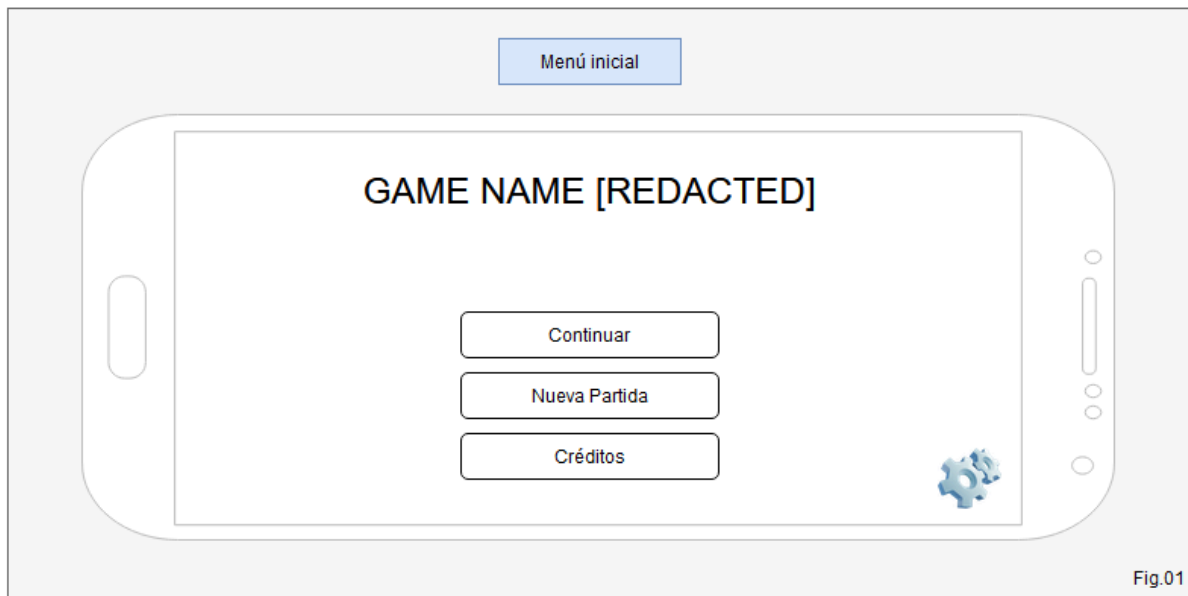 Menú inicial
GAME NAME [REDACTED]
Continuar
Nueva Partida
Créditos
Fig.01